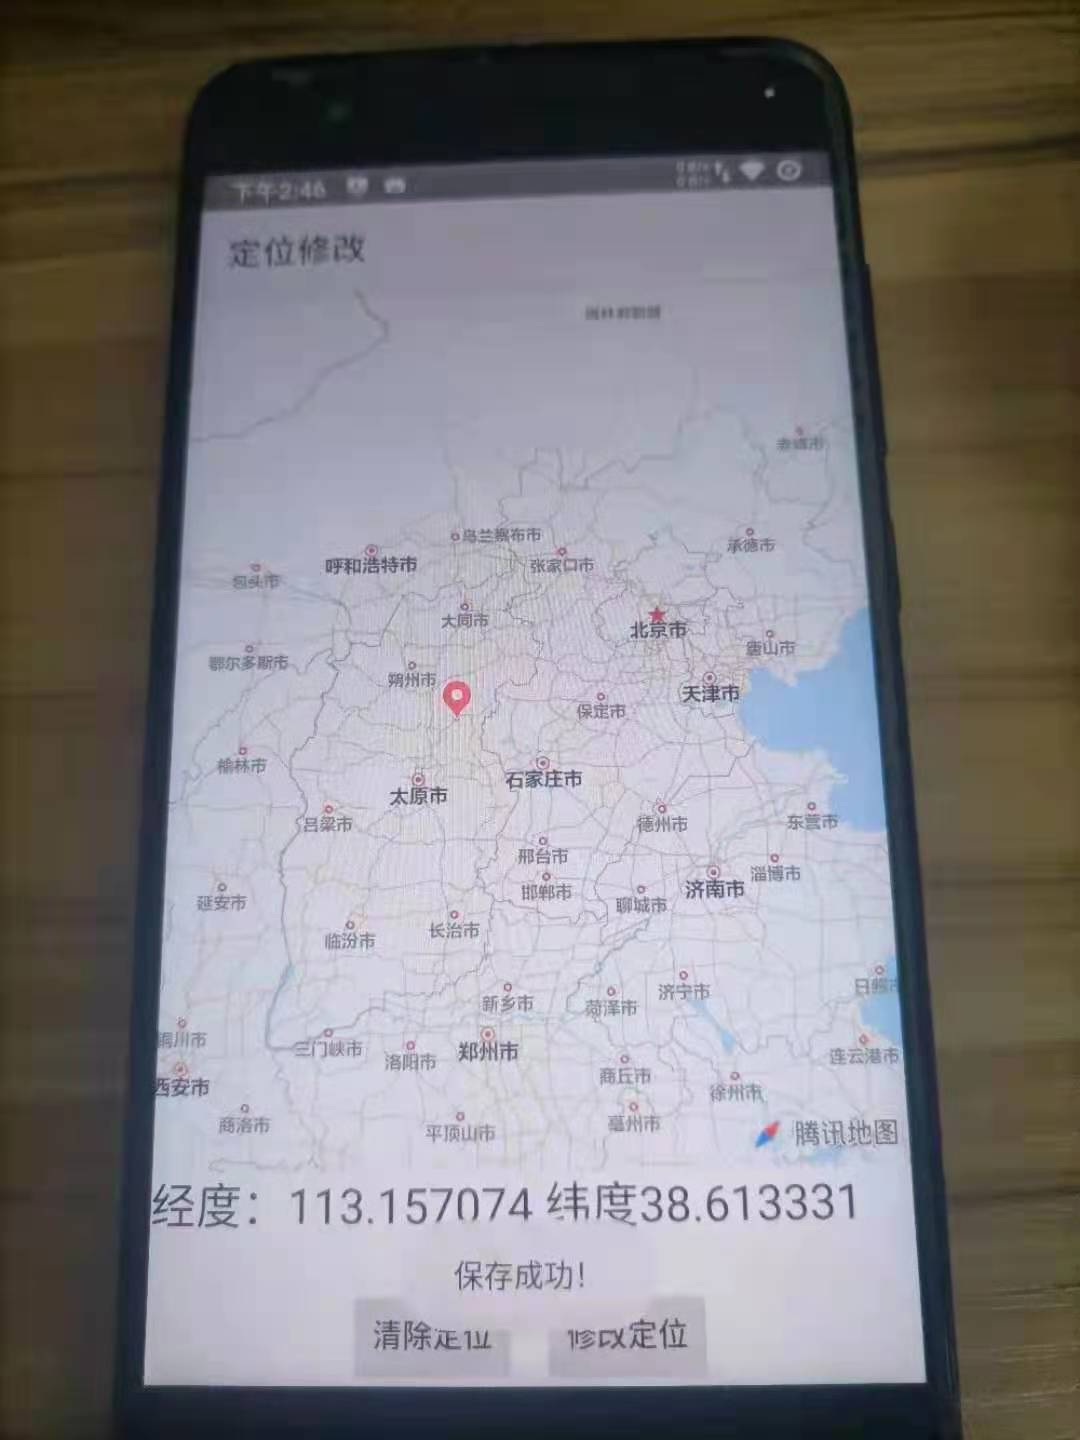 下午2:46
定位修改
乌兰察布市
呼和浩特市
张家口市
承德市
包头市
大同市
北京市
唐山市
鄂尔多斯市
朔州市
天津市
保定市
榆林市
石家庄市
太原市
吕梁市
德州市
东营市
邢台市
淄博市
邯郸市
济南市
延安市
聊城市
长治市
临汾市
济宁市
日照市
新乡市
菏泽市
铜川市
三门峡市
洛阳市
郑州市
连云港市
商丘市
西安市
徐州市
商洛市
平顶山市
亳州市
腾讯地图
经度：113.157074 纬度38.613331
保存成功！
清除定位 修改定位